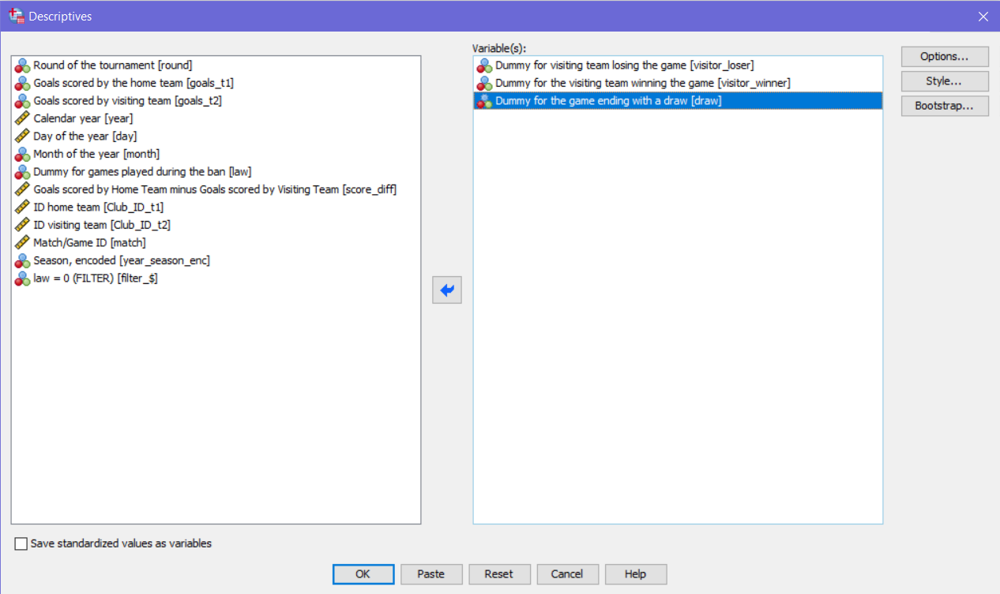 Descriptives
Round of the tournament [round]
Goals scored by the home team [goals_t1]
Goals scored by visiting team [goals_t2]
Calendar year [year]
Day of the year [day]
Month of the year [month]
Dummy for games played during the ban [law]
Goals scored by Home Team minus Goals scored by Visiting Team [score_diff]
ID home team [Club_ID_t1]
ID visiting team [Club_ID_t2]
Match/Game ID [match]
Season, encoded [year_season_enc]
law = 0 (FILTER) [filter_$]
Variable(s):
Dummy for visiting team losing the game [visitor_loser]
Dummy for the visiting team winning the game [visitor_winner]
Dummy for the game ending with a draw [draw]
Options...
Style...
Bootstrap...
Save standardized values as variables
OK Paste Reset Cancel Help